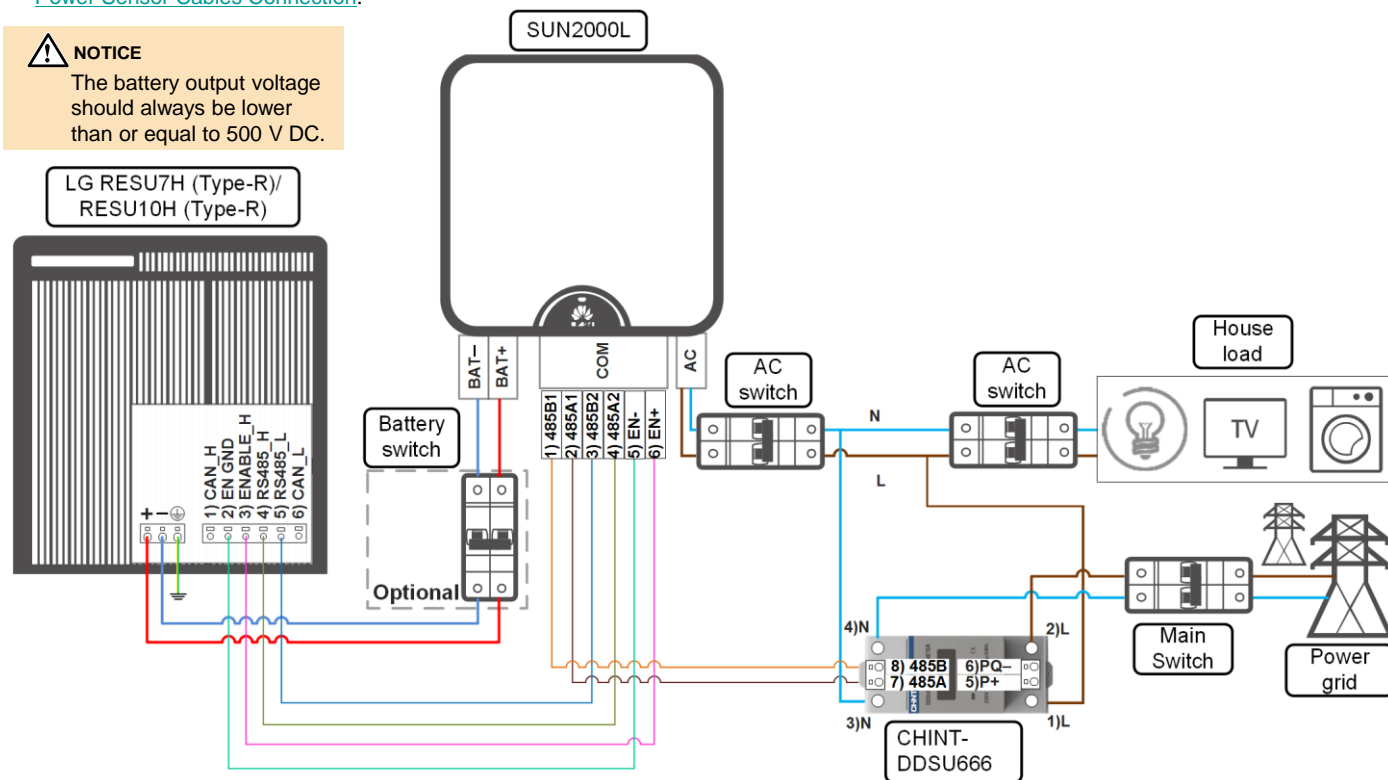 Power Sensor Cables Connection.
NOTICE
The battery output voltage
should always be lower
than or equal to 500 V DC.
SUN2000L
LG RESU7H (Type-R)/
RESU10H (Type-R)
BAT−
BAT+
COM
AC
1) 485B1
2) 485A1
3) 485B2
4) 485A2
5) EN-
6) EN+
Battery
switch
Optional
AC
switch
N
L
AC
switch
House
load
TV
+
−
1) CAN_H
2) EN GND
3) ENABLE_H
4) RS485_H
5) RS485_L
6) CAN_L
4)N
2)L
8) 485B
6)PQ−
7) 485A
5)P+
3)N
1)L
CHINT-
DDSU666
Main
Switch
Power
grid